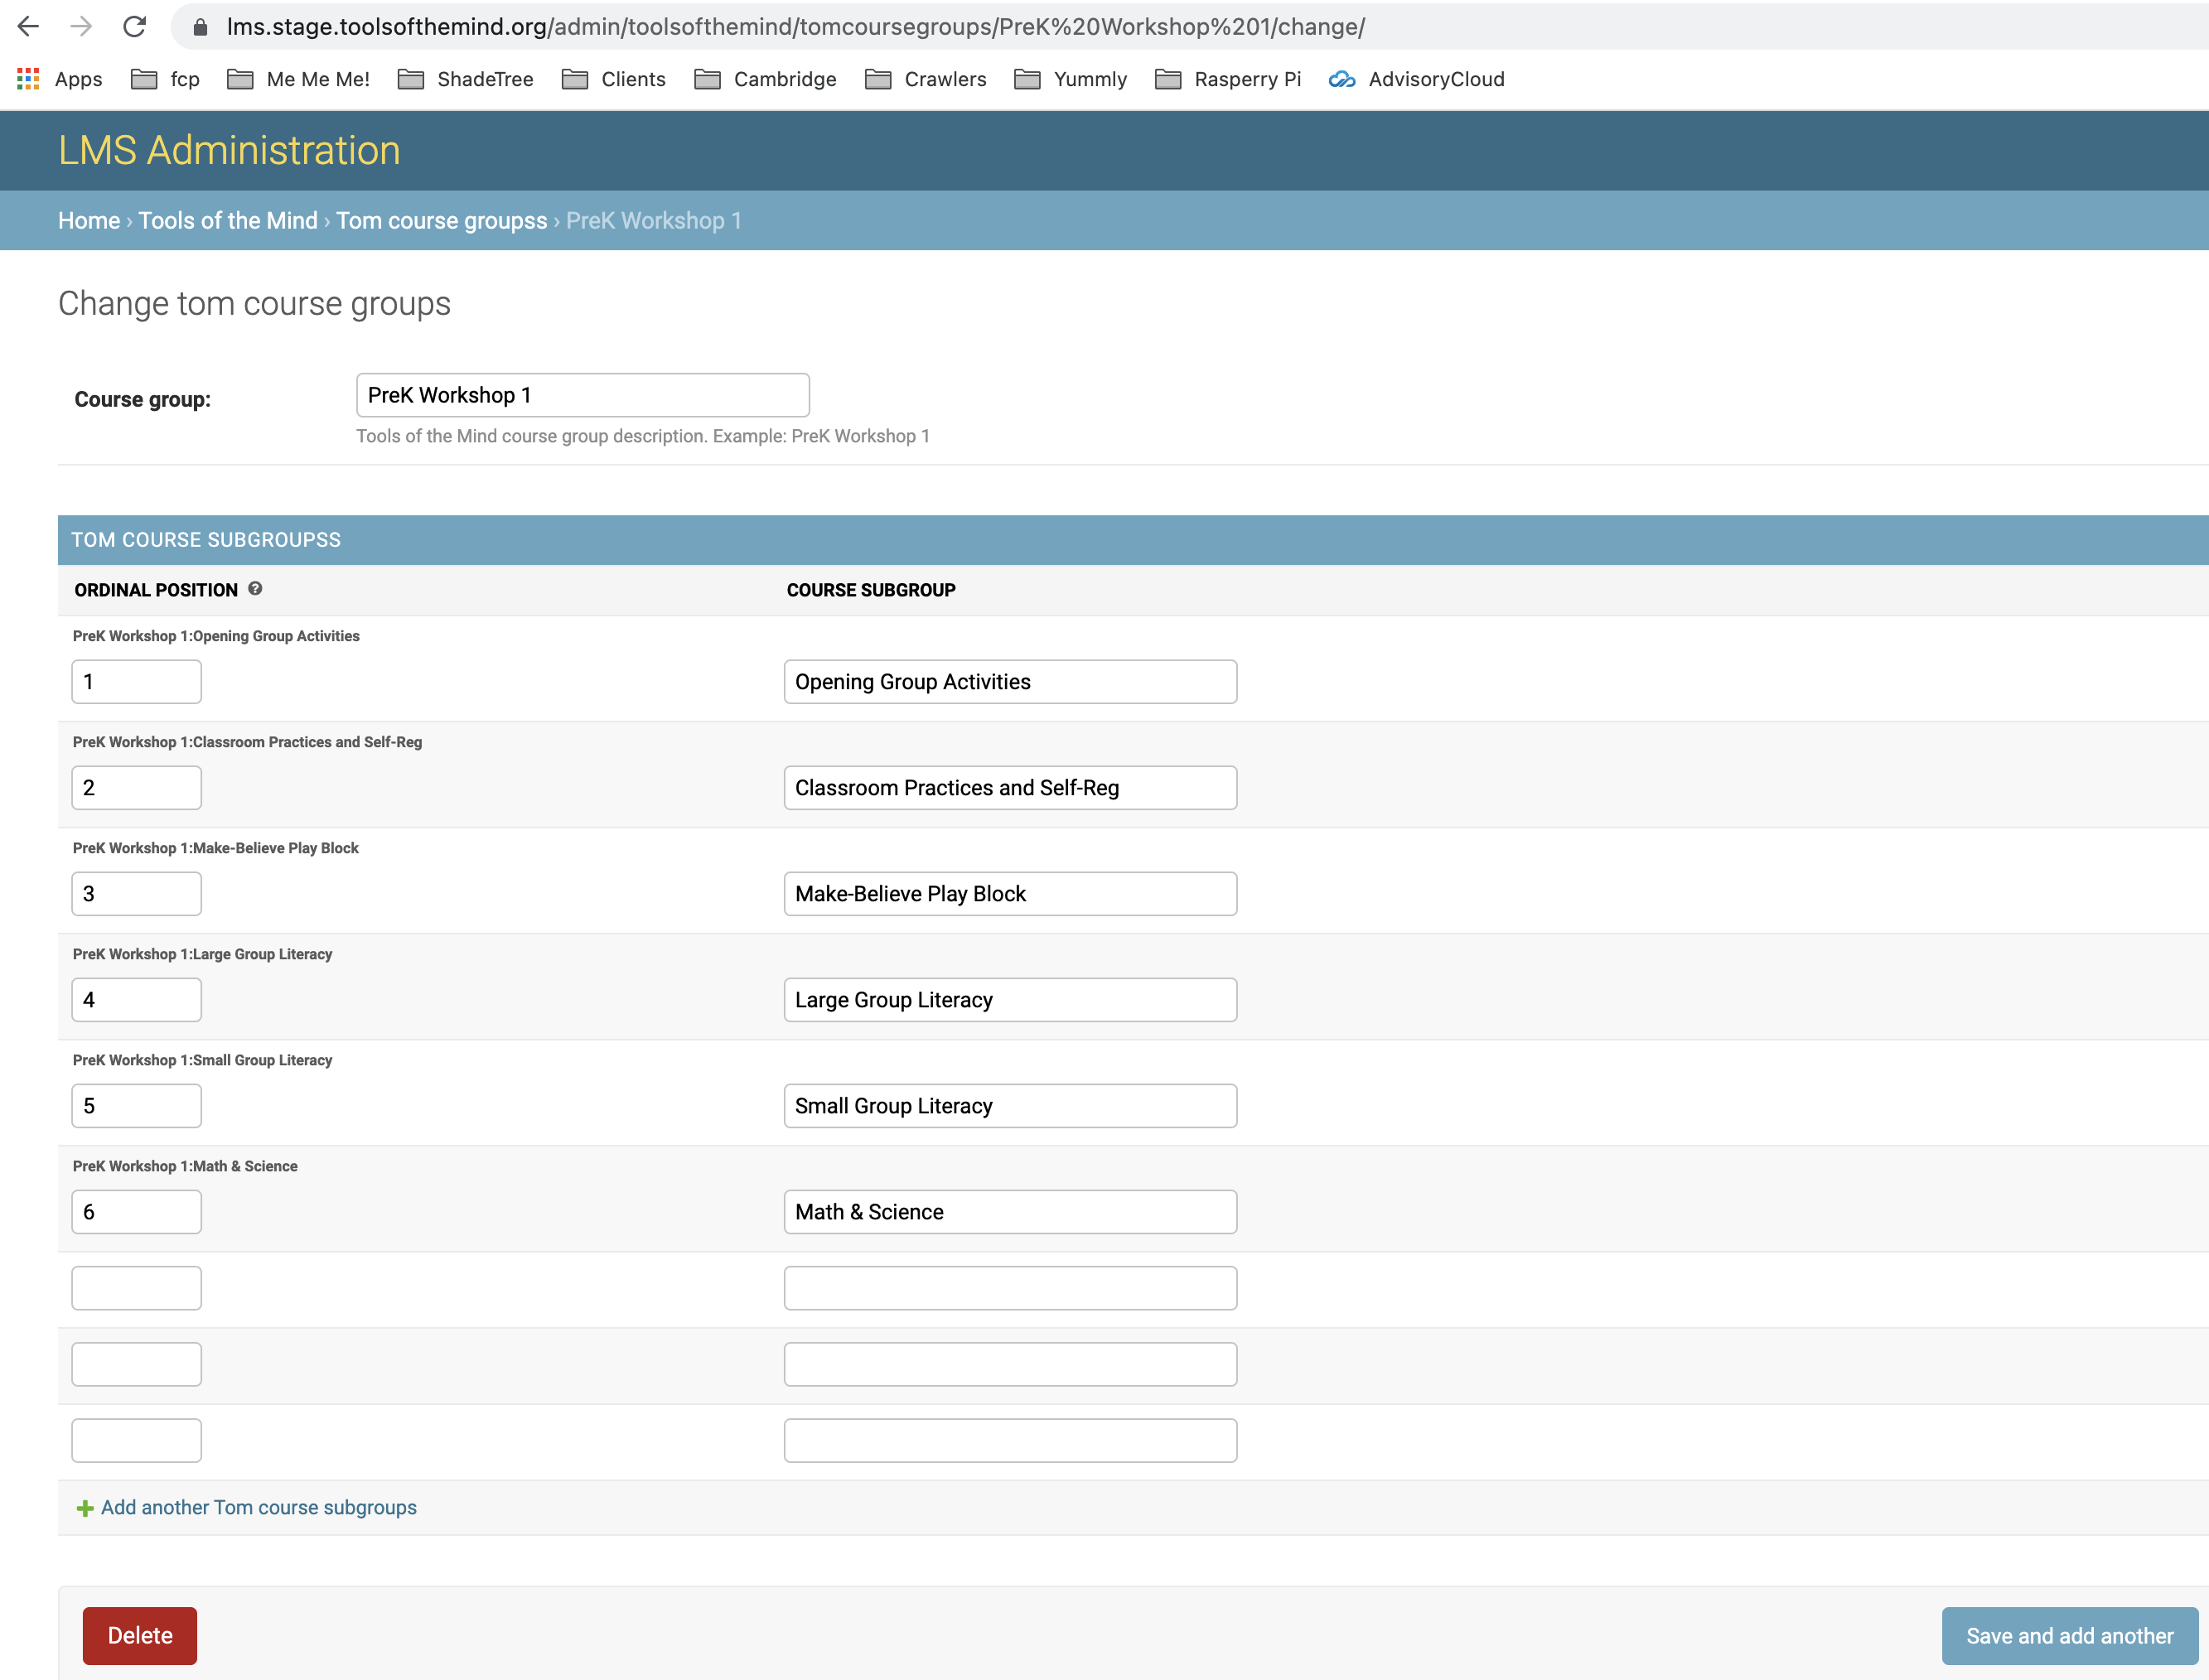 lms.stage.toolsofthemind.org/admin/toolsofthemind/tomcoursegroups/PreK%20Workshop%201/change/
Apps fcp Me Me Me! ShadeTree Clients Cambridge Crawlers Yummly Rasperry Pi AdvisoryCloud
LMS Administration
Home › Tools of the Mind › Tom course groupss › PreK Workshop 1
Change tom course groups
Course group: PreK Workshop 1
Tools of the Mind course group description. Example: PreK Workshop 1
TOM COURSE SUBGROUPSS
ORDINAL POSITION ? COURSE SUBGROUP
PreK Workshop 1:Opening Group Activities
1 Opening Group Activities
PreK Workshop 1:Classroom Practices and Self-Reg
2 Classroom Practices and Self-Reg
PreK Workshop 1:Make-Believe Play Block
3 Make-Believe Play Block
PreK Workshop 1:Large Group Literacy
4 Large Group Literacy
PreK Workshop 1:Small Group Literacy
5 Small Group Literacy
PreK Workshop 1:Math & Science
6 Math & Science
Add another Tom course subgroups
Delete Save and add another